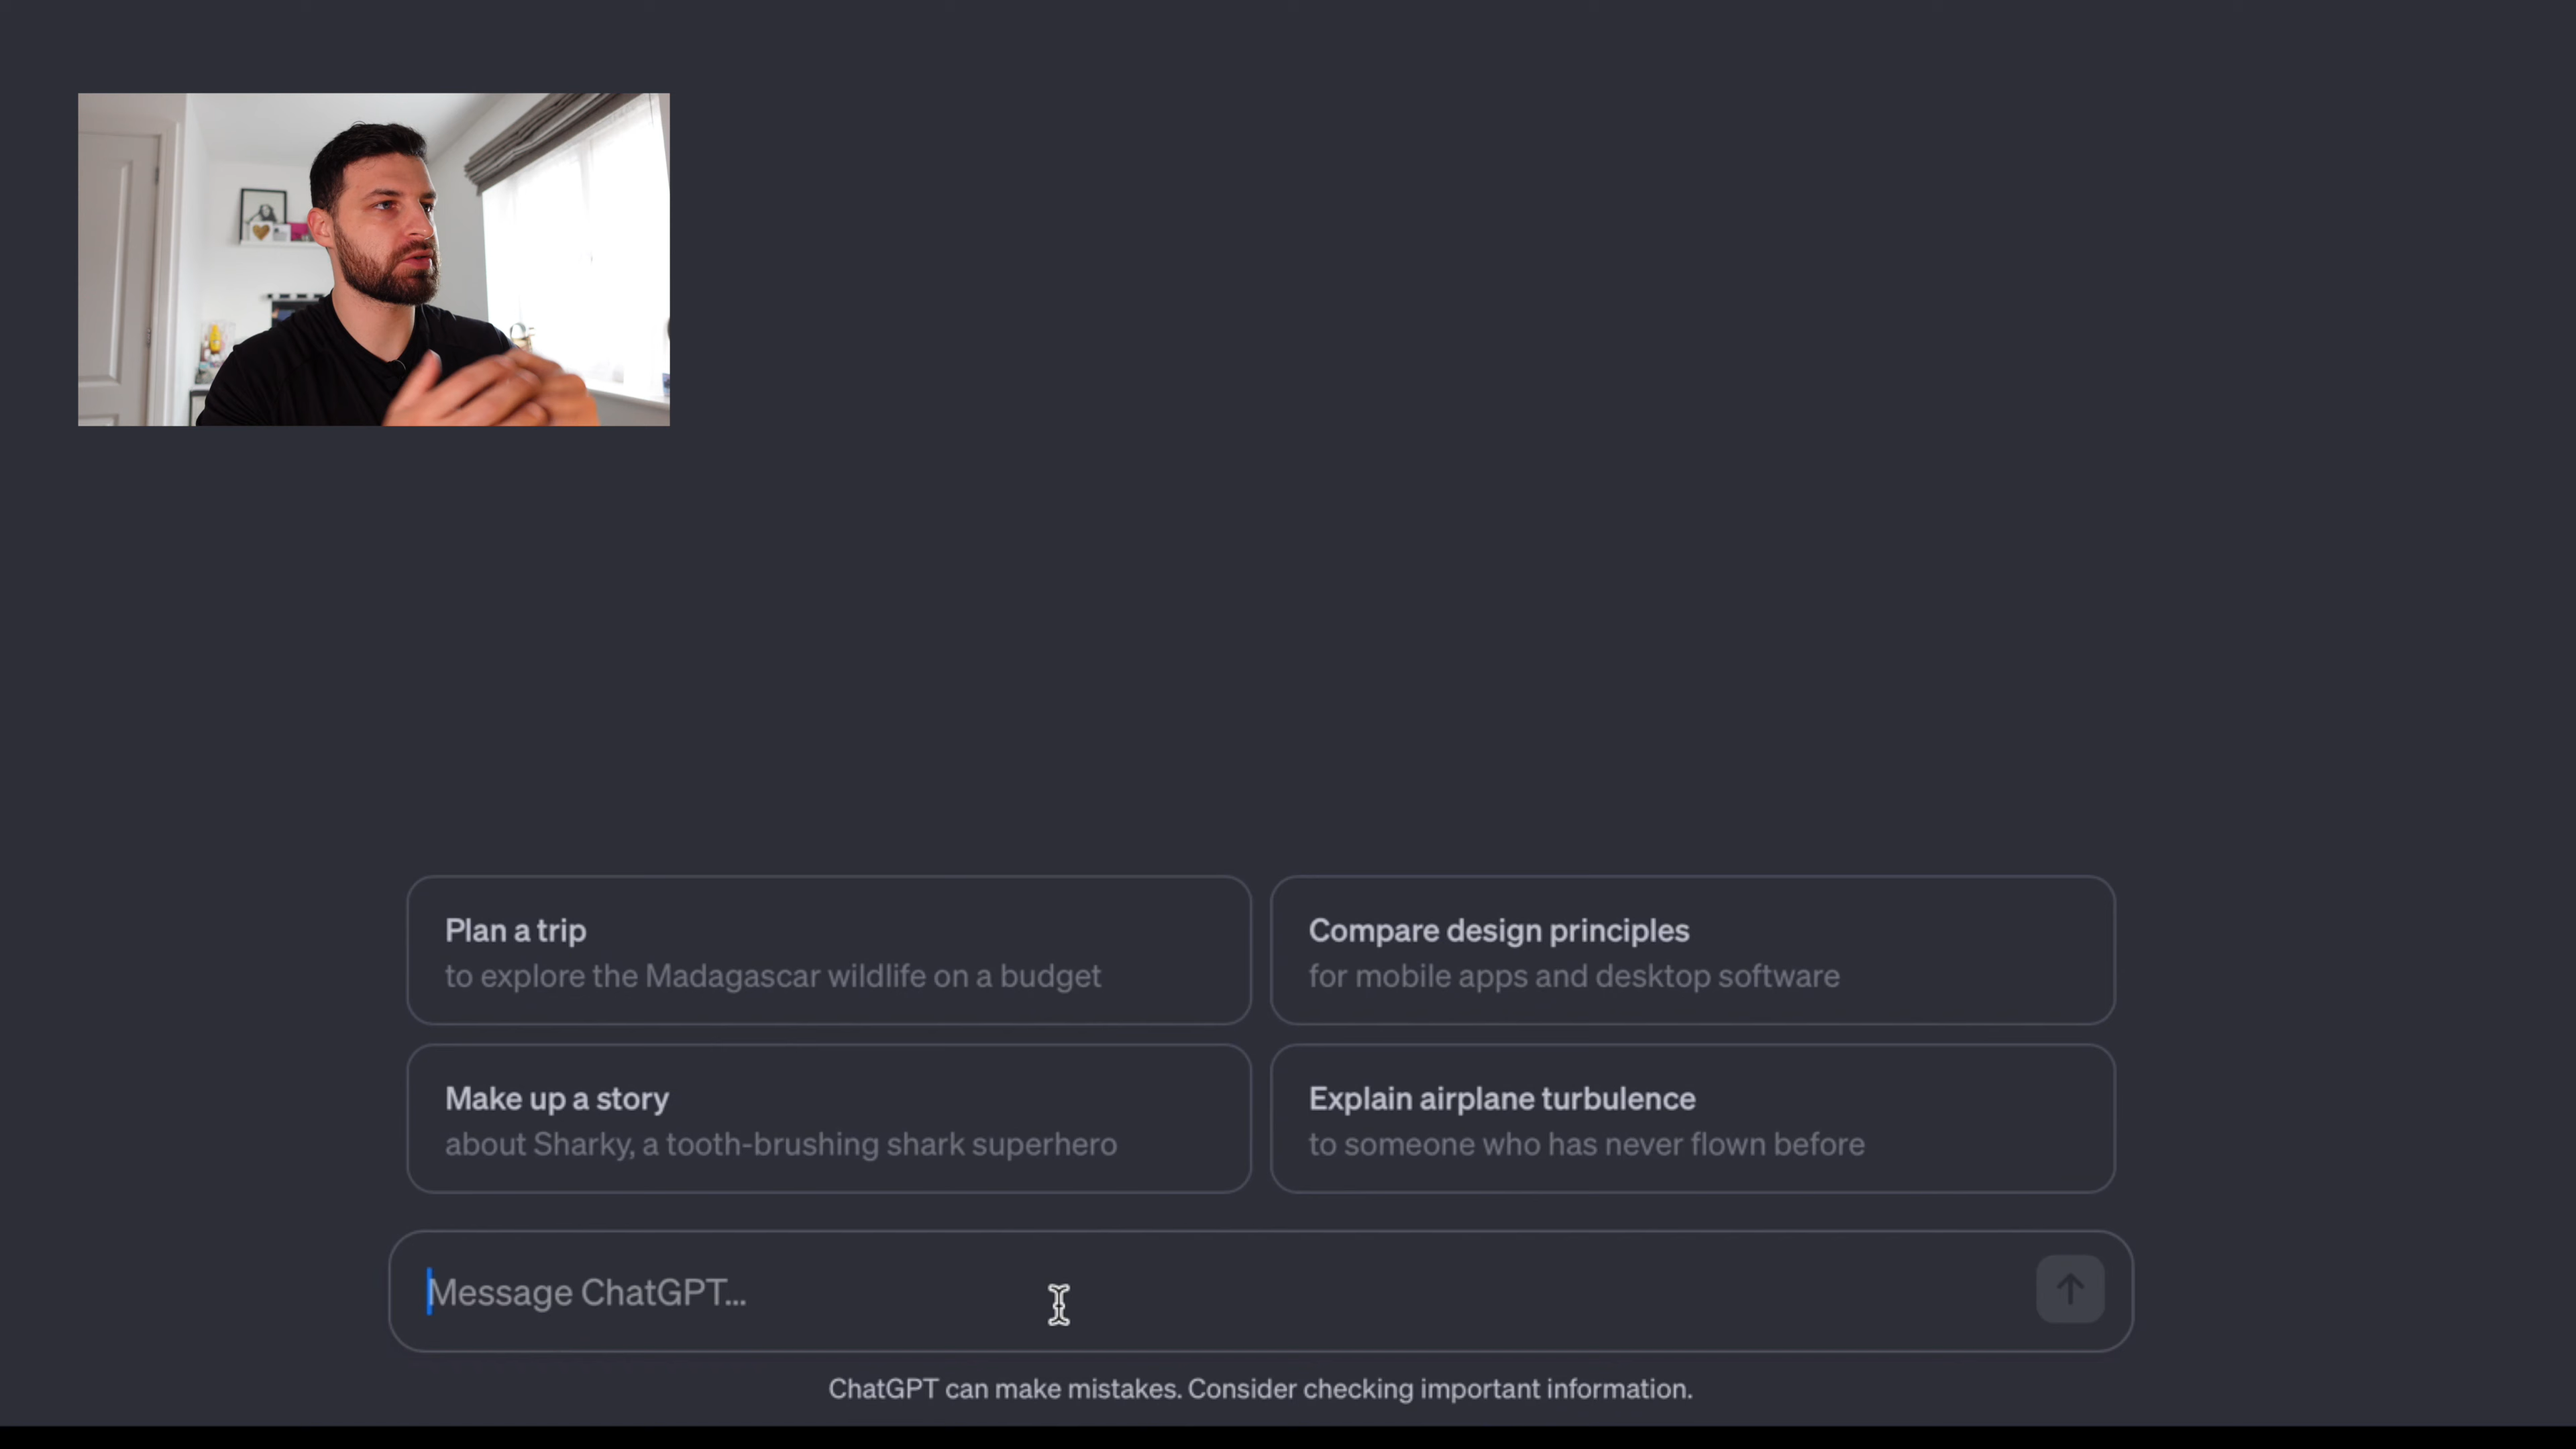 Plan a trip
to explore the Madagascar wildlife on a budget
Compare design principles
for mobile apps and desktop software
Make up a story
about Sharky, a tooth-brushing shark superhero
Explain airplane turbulence
to someone who has never flown before
Message ChatGPT...
ChatGPT can make mistakes. Consider checking important information.